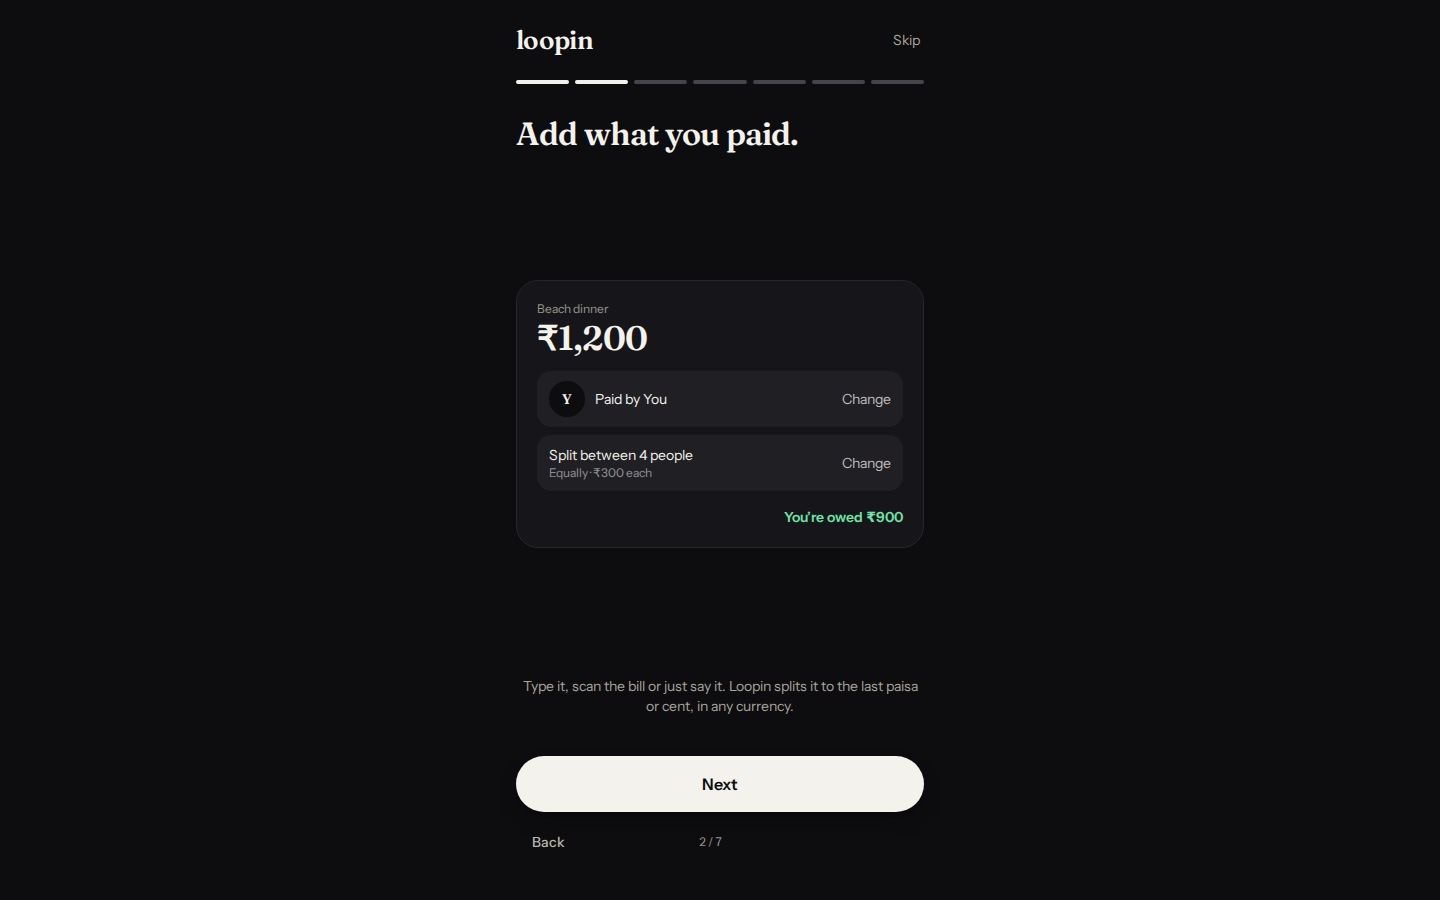 loopin
Skip
Add what you paid.
Beach dinner
₹1,200
Y
Paid by You
Change
Split between 4 people
Equally·₹300 each
Change
You're owed ₹900
Type it, scan the bill or just say it. Loopin splits it to the last paisa
or cent, in any currency.
Next
Back
2 / 7